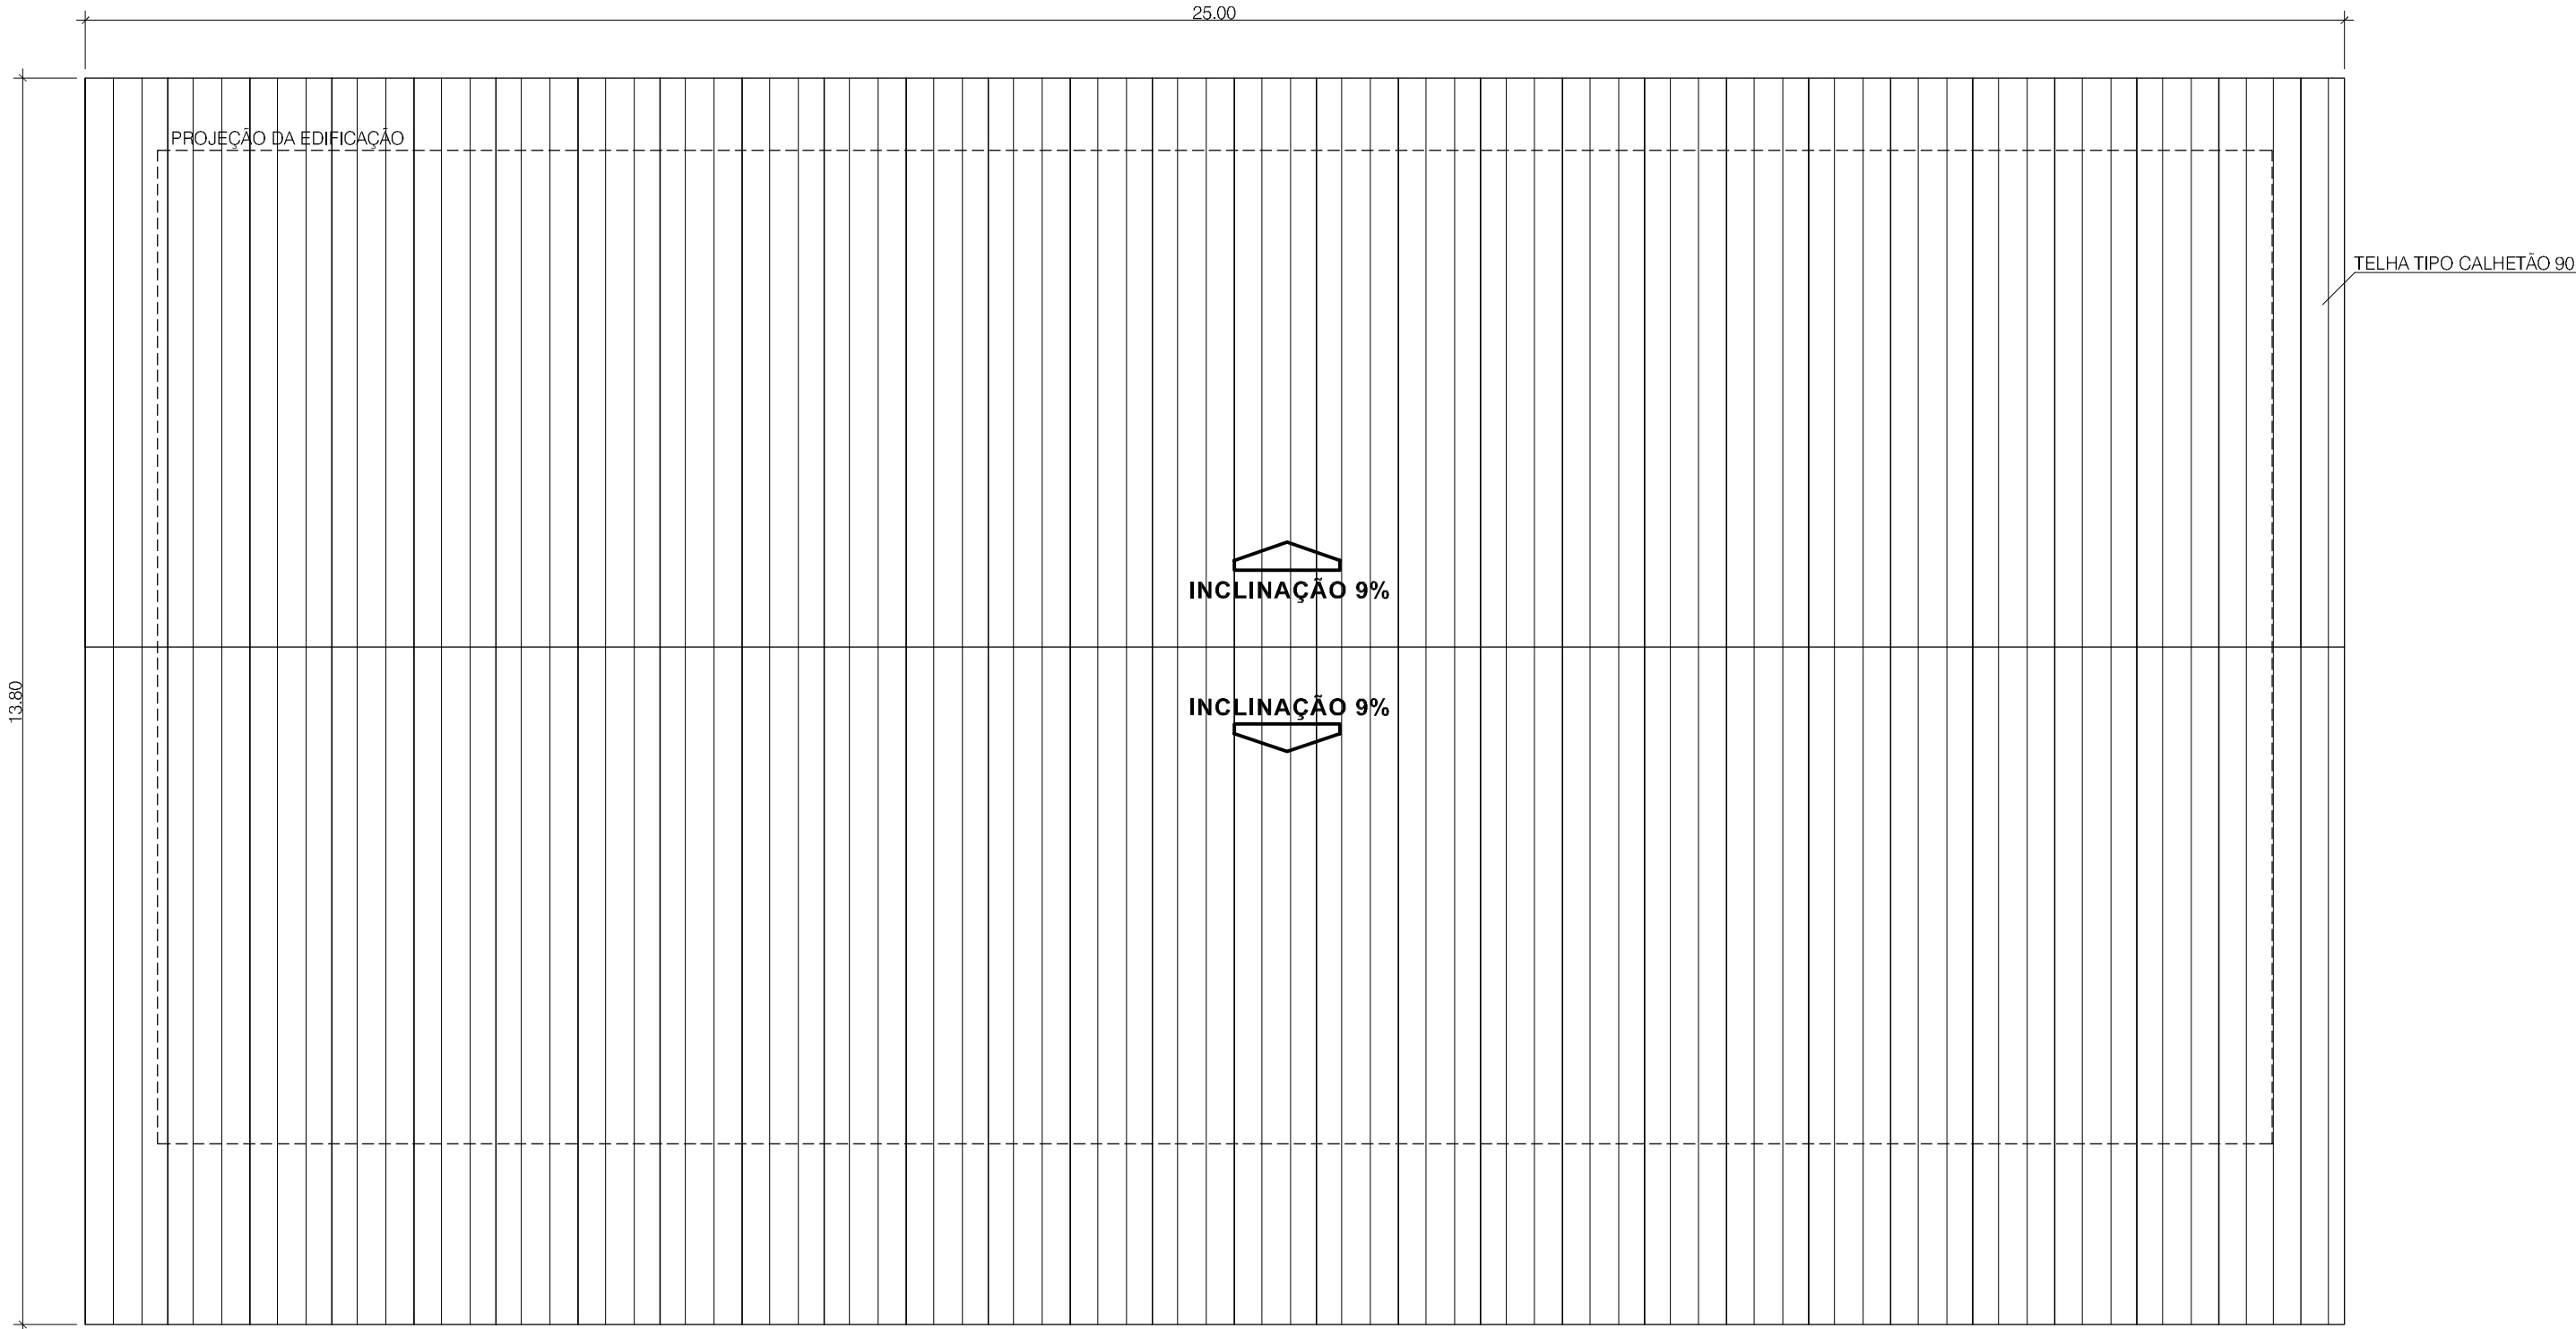 25.00
PROJEÇÃO DA EDIFICAÇÃO
TELHA TIPO CALHETÃO 90
INCLINAÇÃO 9%
13.80
INCLINAÇÃO 9%